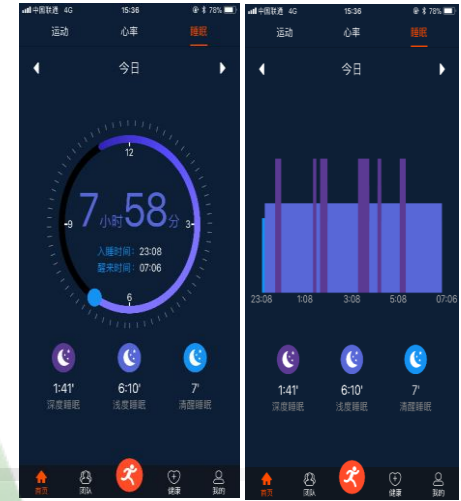 中国联通 4G 15:36 78%
运动 心率 睡眠
今日
12
7小时58分
9 3
入睡时间：23:08
醒来时间：07:06
6
1:41' 6:10' 7'
深度睡眠 浅度睡眠 清醒睡眠
首页 团队 健康 我的
中国联通 4G 15:36 78%
运动 心率 睡眠
今日
23:08 1:08 3:08 5:08 07:06
1:41' 6:10' 7'
深度睡眠 浅度睡眠 清醒睡眠
首页 团队 健康 我的